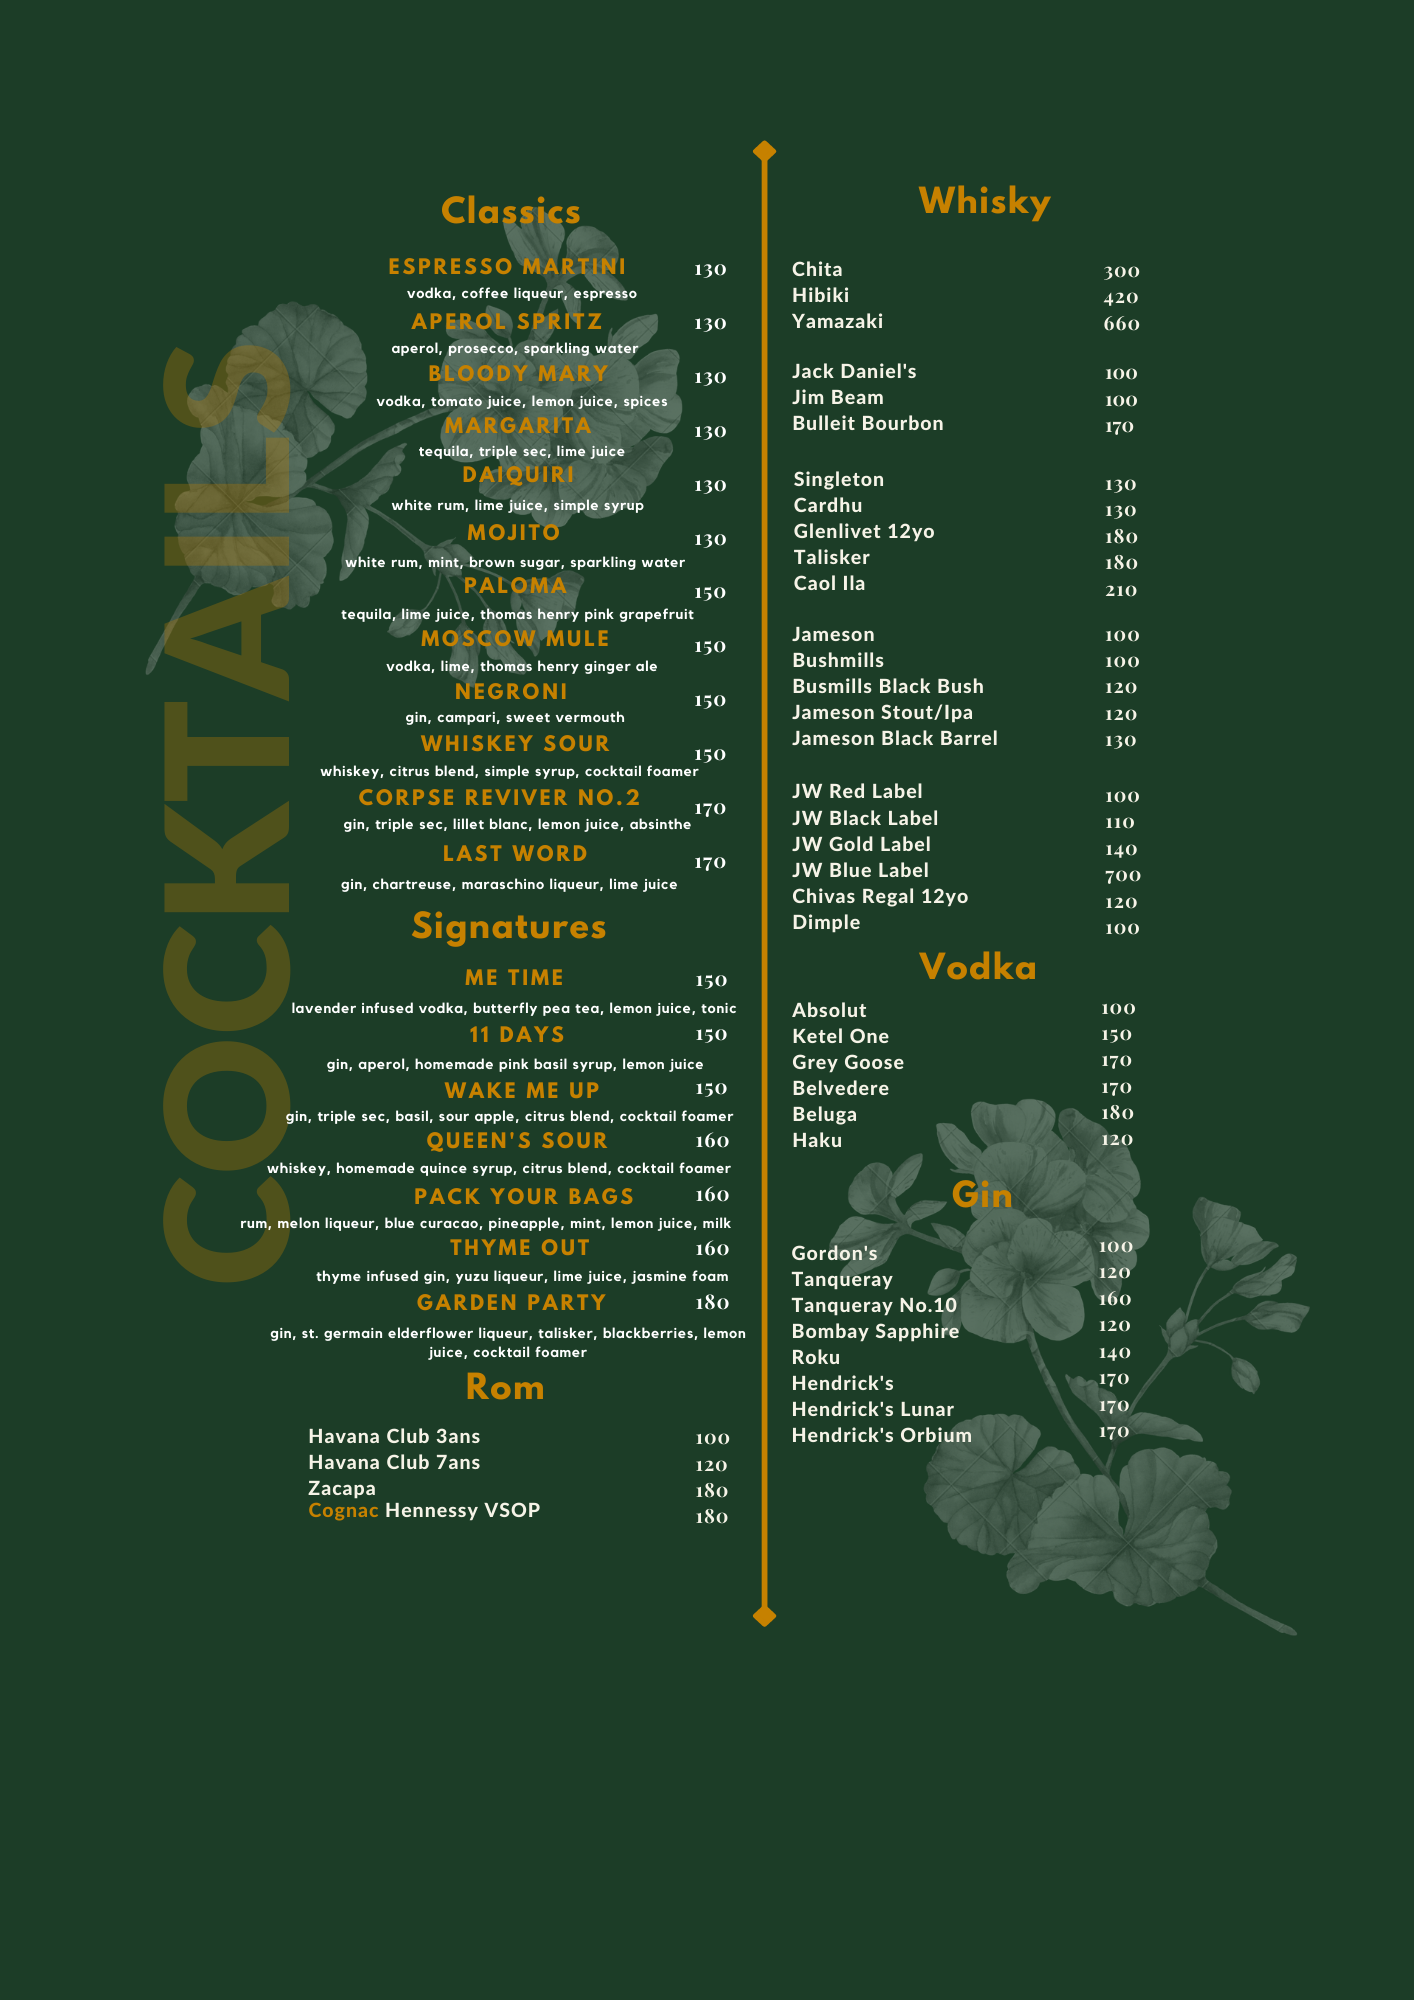 COCKTAILS
Classics
ESPRESSO MARTINI 130
vodka, coffee liqueur, espresso
APEROL SPRITZ 130
aperol, prosecco, sparkling water
BLOODY MARY 130
vodka, tomato juice, lemon juice, spices
MARGARITA 130
tequila, triple sec, lime juice
DAIQUIRI 130
white rum, lime juice, simple syrup
MOJITO 130
white rum, mint, brown sugar, sparkling water
PALOMA 150
tequila, lime juice, thomas henry pink grapefruit
MOSCOW MULE 150
vodka, lime, thomas henry ginger ale
NEGRONI 150
gin, campari, sweet vermouth
WHISKEY SOUR 150
whiskey, citrus blend, simple syrup, cocktail foamer
CORPSE REVIVER NO.2 170
gin, triple sec, lillet blanc, lemon juice, absinthe
LAST WORD 170
gin, chartreuse, maraschino liqueur, lime juice
Signatures
ME TIME 150
lavender infused vodka, butterfly pea tea, lemon juice, tonic
11 DAYS 150
gin, aperol, homemade pink basil syrup, lemon juice
WAKE ME UP 150
gin, triple sec, basil, sour apple, citrus blend, cocktail foamer
QUEEN'S SOUR 160
whiskey, homemade quince syrup, citrus blend, cocktail foamer
PACK YOUR BAGS 160
rum, melon liqueur, blue curacao, pineapple, mint, lemon juice, milk
THYME OUT 160
thyme infused gin, yuzu liqueur, lime juice, jasmine foam
GARDEN PARTY 180
gin, st. germain elderflower liqueur, talisker, blackberries, lemon
juice, cocktail foamer
Rom
Havana Club 3ans 100
Havana Club 7ans 120
Zacapa 180
Cognac Hennessy VSOP 180
Whisky
Chita 300
Hibiki 420
Yamazaki 660
Jack Daniel's 100
Jim Beam 100
Bulleit Bourbon 170
Singleton 130
Cardhu 130
Glenlivet 12yo 180
Talisker 180
Caol Ila 210
Jameson 100
Bushmills 100
Busmills Black Bush 120
Jameson Stout/Ipa 120
Jameson Black Barrel 130
JW Red Label 100
JW Black Label 110
JW Gold Label 140
JW Blue Label 700
Chivas Regal 12yo 120
Dimple 100
Vodka
Absolut 100
Ketel One 150
Grey Goose 170
Belvedere 170
Beluga 180
Haku 120
Gin
Gordon's 100
Tanqueray 120
Tanqueray No.10 160
Bombay Sapphire 120
Roku 140
Hendrick's 170
Hendrick's Lunar 170
Hendrick's Orbium 170